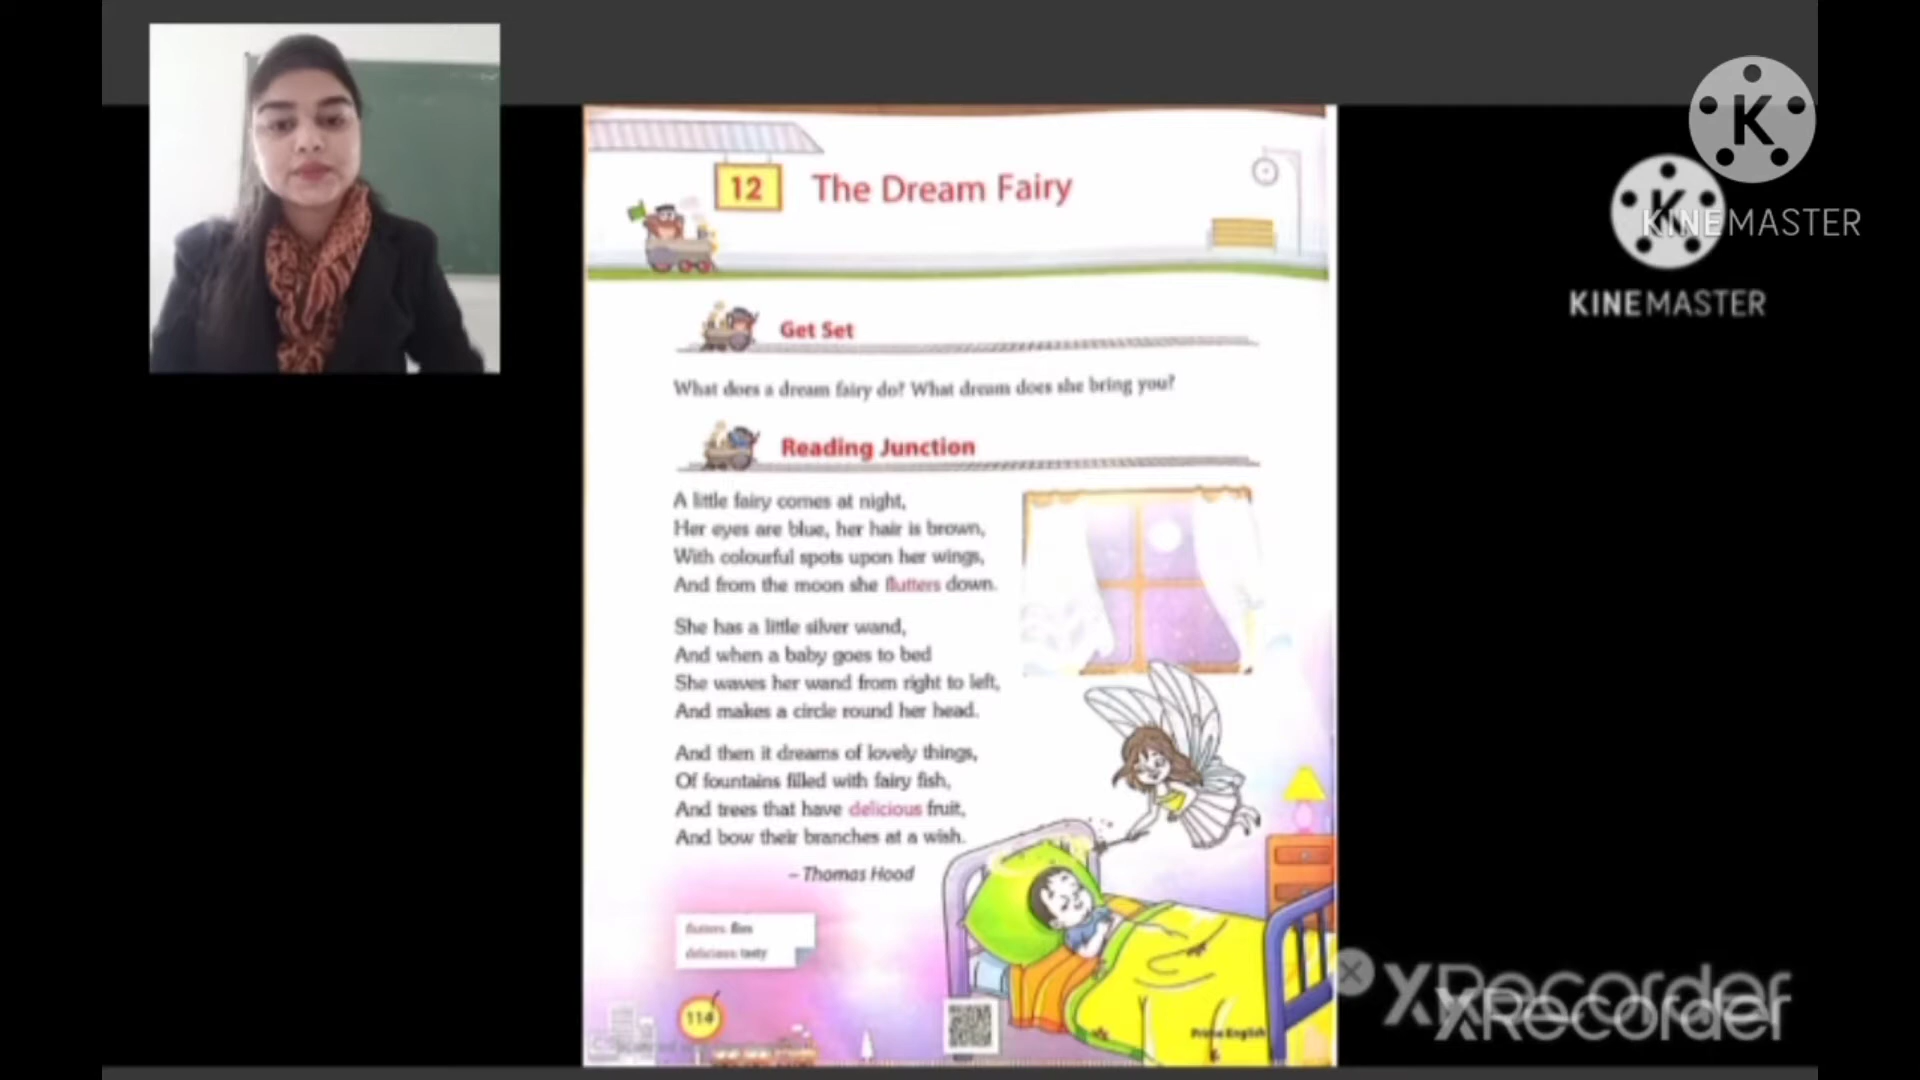 12 The Dream Fairy
Get Set
What does a dream fairy do? What dream does she bring you?
Reading Junction
A little fairy comes at night,
Her eyes are blue, her hair is brown,
With colourful spots upon her wings,
And from the moon she flutters down.
She has a little silver wand,
And when a baby goes to bed
She waves her wand from right to left,
And makes a circle round her head.
And then it dreams of lovely things,
Of fountains filled with fairy fish,
And trees that have delicious fruit,
And bow their branches at a wish.
– Thomas Hood
flutters: flies
delicious: tasty
114
Prime English
6
K
K
KINEMASTER
KINEMASTER
XRecorder
XRecorder